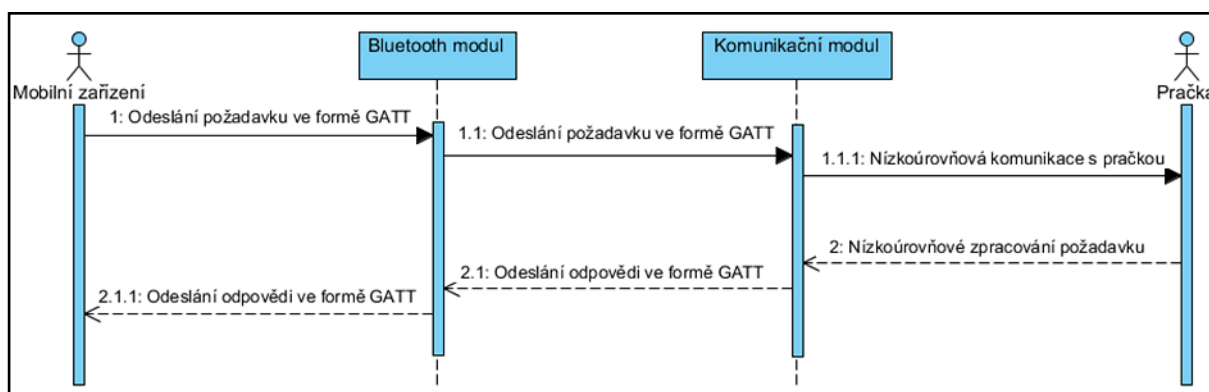 Bluetooth modul
Komunikační modul
Mobilní zařízení
Pračka
1: Odeslání požadavku ve formě GATT
1.1: Odeslání požadavku ve formě GATT
1.1.1: Nízkoúrovňová komunikace s pračkou
2: Nízkoúrovňové zpracování požadavku
2.1: Odeslání odpovědi ve formě GATT
2.1.1: Odeslání odpovědi ve formě GATT